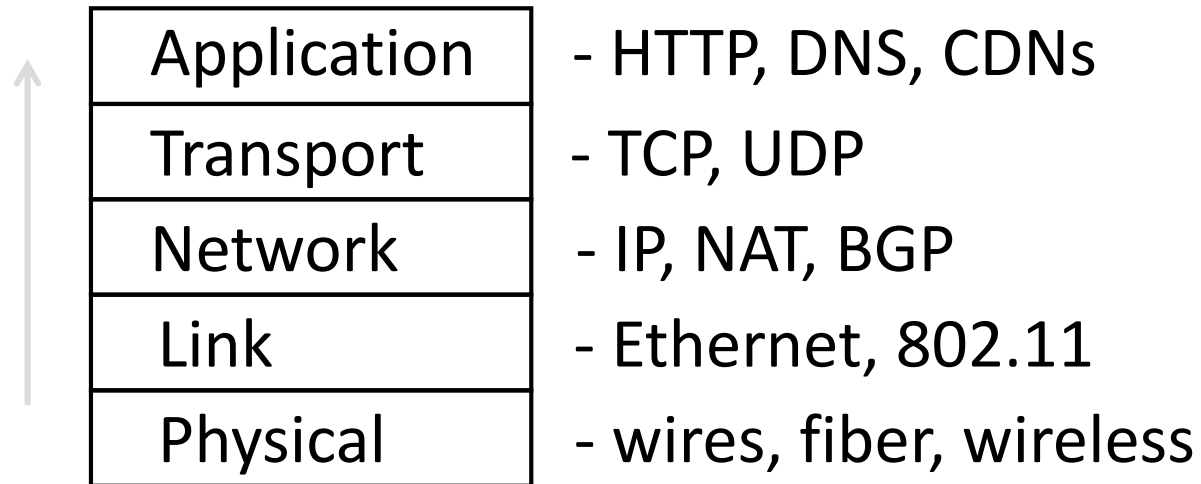 Application - HTTP, DNS, CDNs
Transport - TCP, UDP
Network - IP, NAT, BGP
Link - Ethernet, 802.11
Physical - wires, fiber, wireless